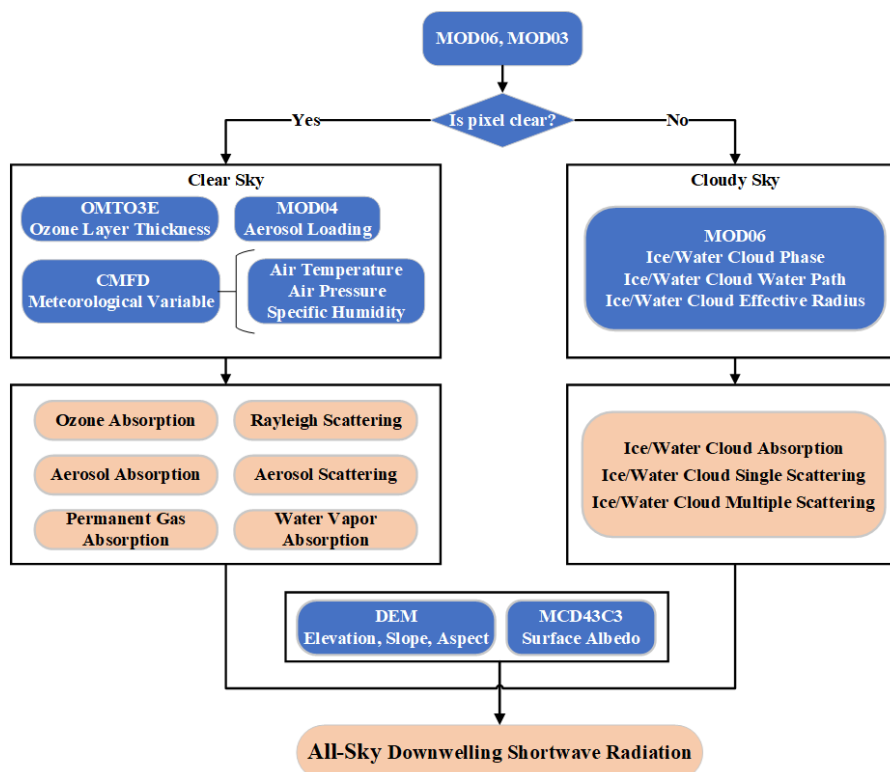 MOD06, MOD03
Is pixel clear?
Yes
No
Clear Sky
OMTO3E
Ozone Layer Thickness
MOD04
Aerosol Loading
CMFD
Meteorological Variable
Air Temperature
Air Pressure
Specific Humidity
Cloudy Sky
MOD06
Ice/Water Cloud Phase
Ice/Water Cloud Water Path
Ice/Water Cloud Effective Radius
Ozone Absorption
Rayleigh Scattering
Aerosol Absorption
Aerosol Scattering
Permanent Gas
Absorption
Water Vapor
Absorption
Ice/Water Cloud Absorption
Ice/Water Cloud Single Scattering
Ice/Water Cloud Multiple Scattering
DEM
Elevation, Slope, Aspect
MCD43C3
Surface Albedo
All-Sky Downwelling Shortwave Radiation